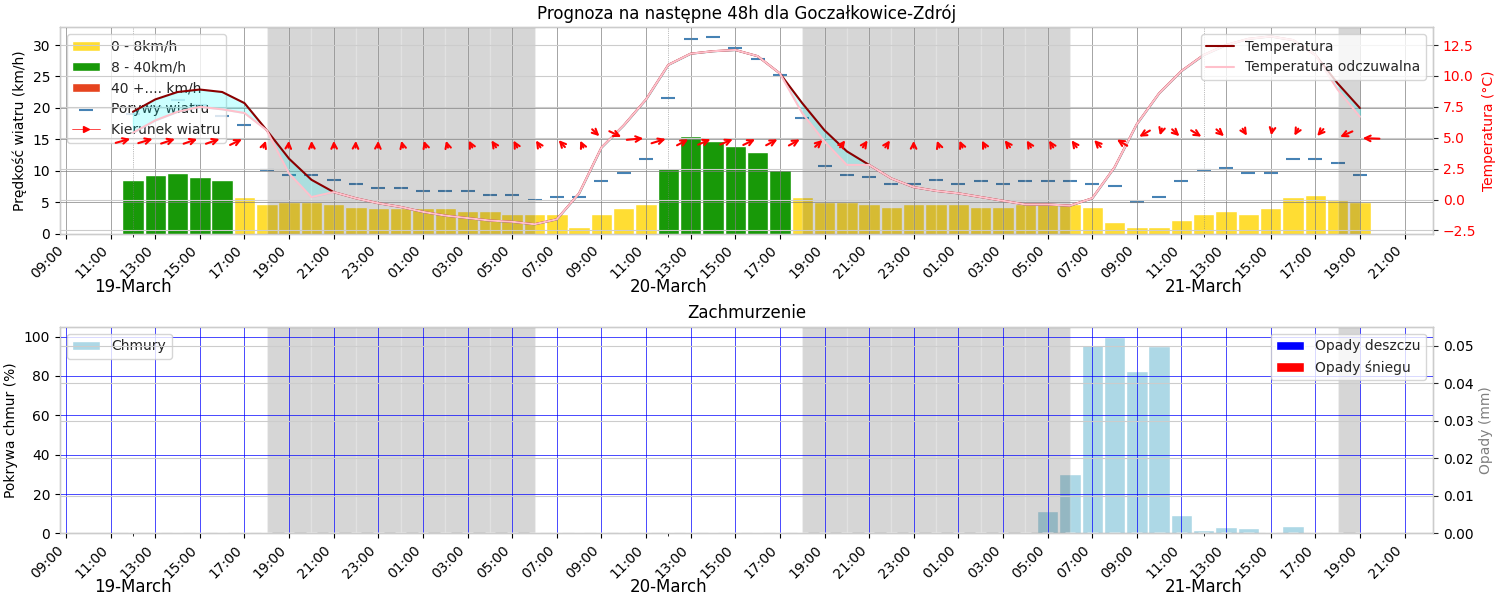 Prognoza na następne 48h dla Goczałkowice-Zdrój
Prędkość wiatru (km/h)
30
25
20
15
10
5
0
0 - 8km/h
8 - 40km/h
40 +.... km/h
Porywy wiatru
Kierunek wiatru
Temperatura
Temperatura odczuwalna
12.5
10.0
7.5
5.0
2.5
0.0
−2.5
Temperatura (°C)
09:00 11:00 13:00 15:00 17:00 19:00 21:00 23:00 01:00 03:00 05:00 07:00 09:00 11:00 13:00 15:00 17:00 19:00 21:00 23:00 01:00 03:00 05:00 07:00 09:00 11:00 13:00 15:00 17:00 19:00 21:00
19-March 20-March 21-March
Zachmurzenie
Pokrywa chmur (%)
100
80
60
40
20
0
Chmury
Opady deszczu
Opady śniegu
0.05
0.04
0.03
0.02
0.01
0.00
Opady (mm)
09:00 11:00 13:00 15:00 17:00 19:00 21:00 23:00 01:00 03:00 05:00 07:00 09:00 11:00 13:00 15:00 17:00 19:00 21:00 23:00 01:00 03:00 05:00 07:00 09:00 11:00 13:00 15:00 17:00 19:00 21:00
19-March 20-March 21-March